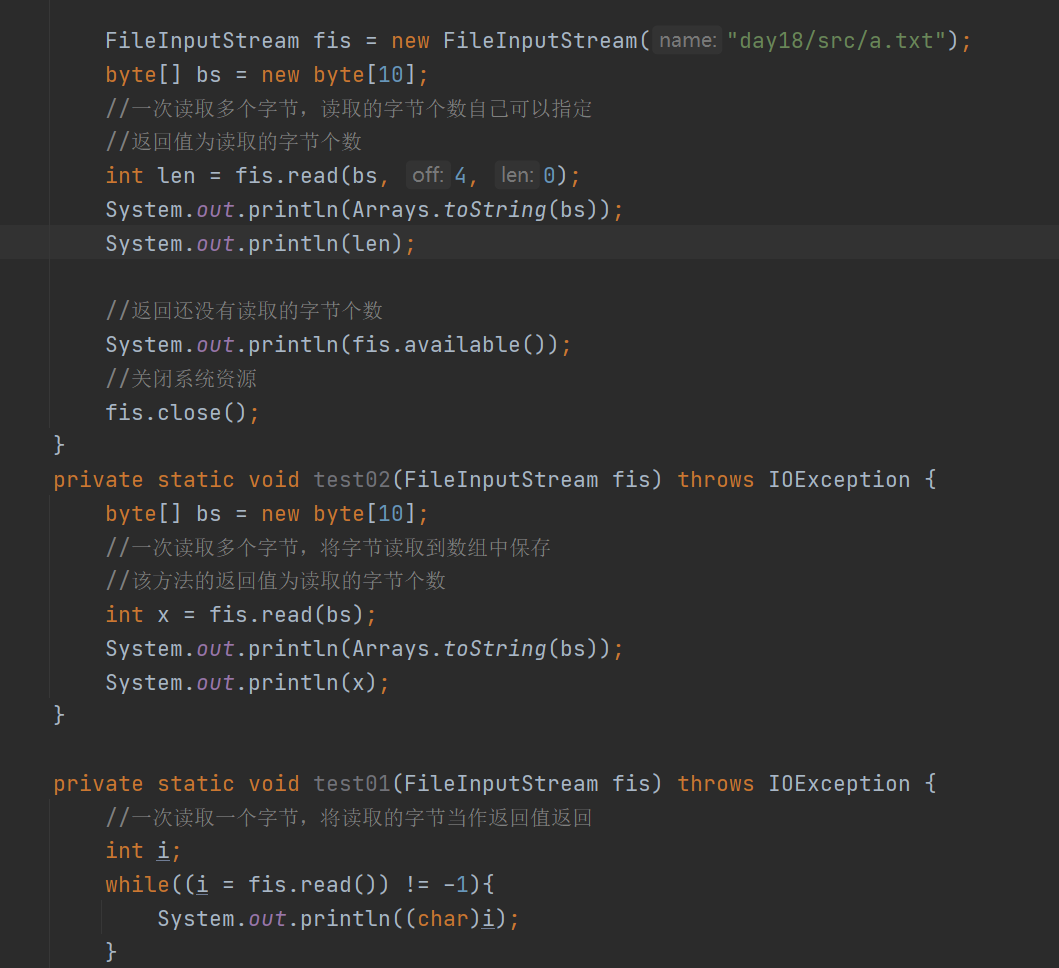 FileInputStream fis = new FileInputStream( name: "day18/src/a.txt");
byte[] bs = new byte[10];
//一次读取多个字节，读取的字节个数自己可以指定
//返回值为读取的字节个数
int len = fis.read(bs, off: 4, len: 0);
System.out.println(Arrays.toString(bs));
System.out.println(len);
//返回还没有读取的字节个数
System.out.println(fis.available());
//关闭系统资源
fis.close();
}
private static void test02(FileInputStream fis) throws IOException {
byte[] bs = new byte[10];
//一次读取多个字节，将字节读取到数组中保存
//该方法的返回值为读取的字节个数
int x = fis.read(bs);
System.out.println(Arrays.toString(bs));
System.out.println(x);
}
private static void test01(FileInputStream fis) throws IOException {
//一次读取一个字节，将读取的字节当作返回值返回
int i;
while((i = fis.read()) != -1){
System.out.println((char)i);
}